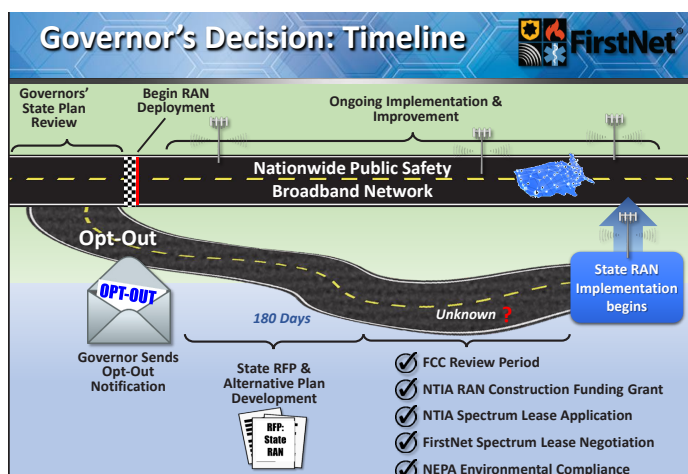 Governor's Decision: Timeline
FirstNet®
Governors'
State Plan
Review
Begin RAN
Deployment
Ongoing Implementation &
Improvement
Nationwide Public Safety
Broadband Network
Opt-Out
OPT-OUT
Governor Sends
Opt-Out
Notification
180 Days
State RFP &
Alternative Plan
Development
RFP:
State
RAN
Unknown ?
State RAN
Implementation
begins
FCC Review Period
NTIA RAN Construction Funding Grant
NTIA Spectrum Lease Application
FirstNet Spectrum Lease Negotiation
NEPA Environmental Compliance